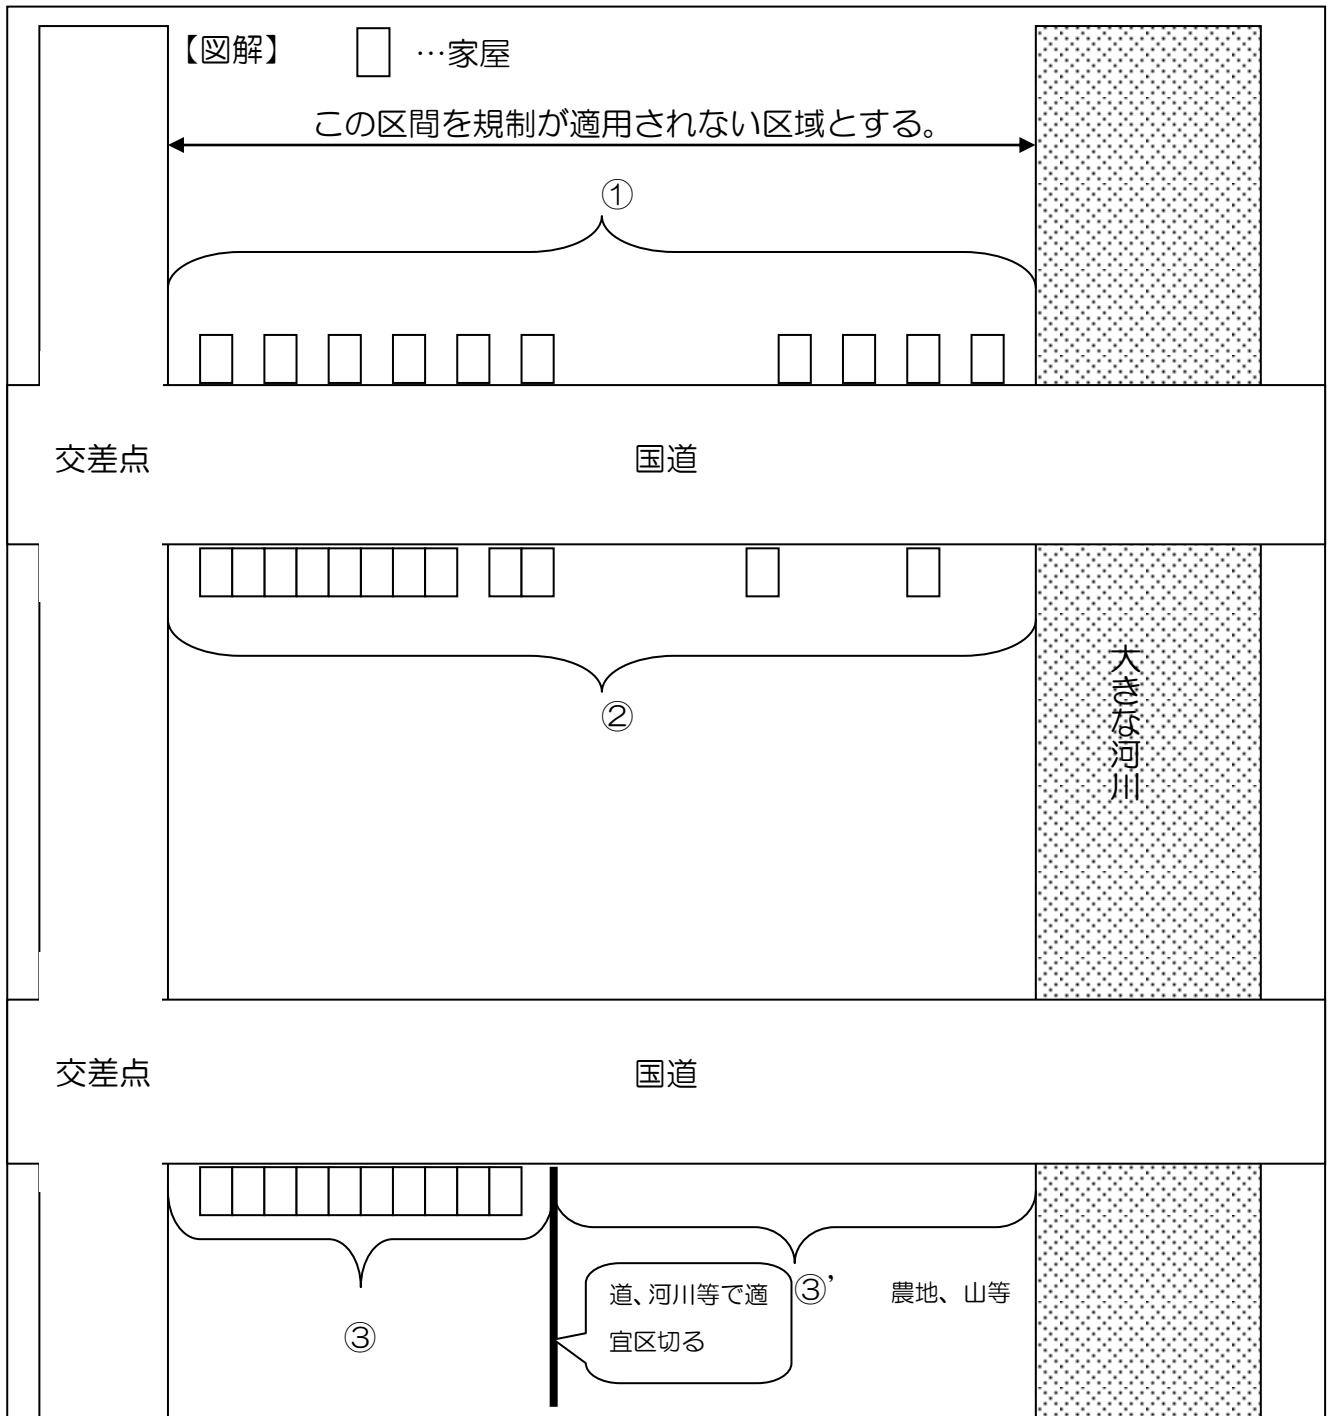 【図解】 …家屋
この区間を規制が適用されない区域とする。
①
交差点 国道
②
大きな河川
交差点 国道
道、河川等で適
宜区切る
③’ 農地、山等
③